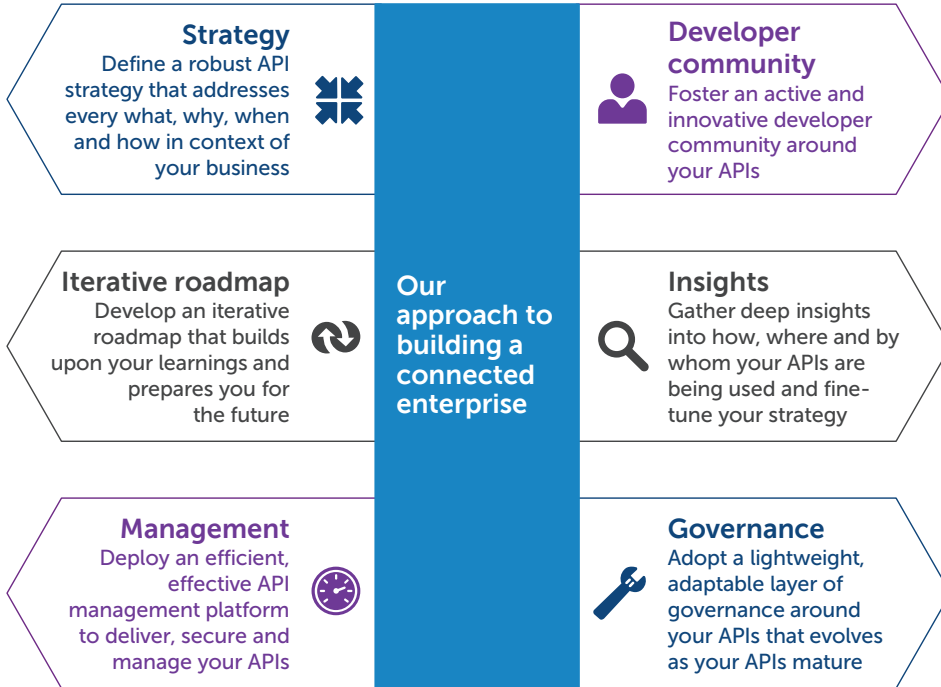 Strategy
Define a robust API
strategy that addresses
every what, why, when
and how in context of
your business
Iterative roadmap
Develop an iterative
roadmap that builds
upon your learnings and
prepares you for
the future
Management
Deploy an efficient,
effective API
management platform
to deliver, secure and
manage your APIs
Our
approach to
building a
connected
enterprise
Developer
community
Foster an active and
innovative developer
community around
your APIs
Insights
Gather deep insights
into how, where and by
whom your APIs are
being used and fine-
tune your strategy
Governance
Adopt a lightweight,
adaptable layer of
governance around
your APIs that evolves
as your APIs mature